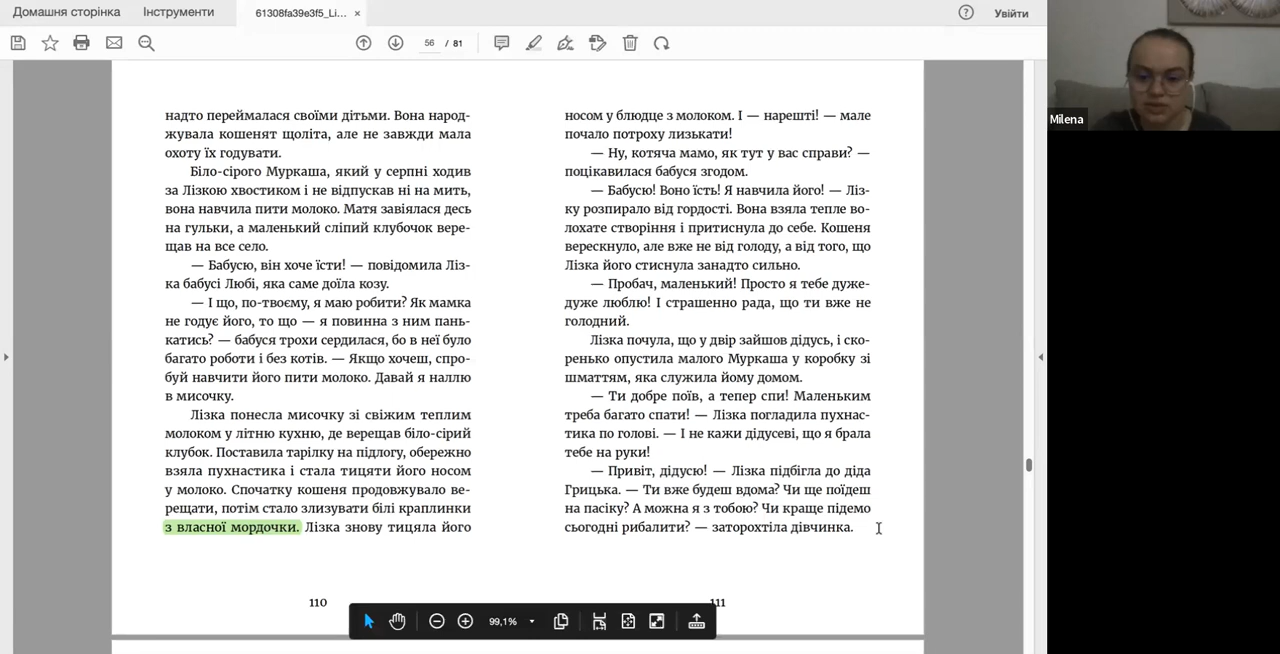 Домашня сторінка
Інструменти
61308fa39e3f5_Li...
Увійти
56 / 81
Milena
надто переймалася своїми дітьми. Вона народ-
жувала кошенят щоліта, але не завжди мала
охоту їх годувати.
Біло-сірого Муркаша, який у серпні ходив
за Лізкою хвостиком і не відпускав ні на мить,
вона навчила пити молоко. Матя завіялася десь
на гульки, а маленький сліпий клубочок вере-
щав на все село.
— Бабусю, він хоче їсти! — повідомила Ліз-
ка бабусі Любі, яка саме доїла козу.
— І що, по-твоєму, я маю робити? Як мамка
не годує його, то що — я повинна з ним пань-
катись? — бабуся трохи сердилася, бо в неї було
багато роботи і без котів. — Якщо хочеш, спро-
буй навчити його пити молоко. Давай я наллю
в мисочку.
Лізка понесла мисочку зі свіжим теплим
молоком у літню кухню, де верещав біло-сірий
клубок. Поставила тарілку на підлогу, обережно
взяла пухнастика і стала тицяти його носом
у молоко. Спочатку кошеня продовжувало ве-
рещати, потім стало злизувати білі краплинки
з власної мордочки. Лізка знову тицяла його
110
носом у блюдце з молоком. І — нарешті! — мале
почало потроху лизькати!
— Ну, котяча мамо, як тут у вас справи? —
поцікавилася бабуся згодом.
— Бабусю! Воно їсть! Я навчила його! — Ліз-
ку розпирало від гордості. Вона взяла тепле во-
лохате створіння і притиснула до себе. Кошеня
верескнуло, але вже не від голоду, а від того, що
Лізка його стиснула занадто сильно.
— Пробач, маленький! Просто я тебе дуже-
дуже люблю! І страшенно рада, що ти вже не
голодний.
Лізка почула, що у двір зайшов дідусь, і ско-
ренько опустила малого Муркаша у коробку зі
шматтям, яка служила йому домом.
— Ти добре поїв, а тепер спи! Маленьким
треба багато спати! — Лізка погладила пухнас-
тика по голові. — І не кажи дідусеві, що я брала
тебе на руки!
— Привіт, дідусю! — Лізка підбігла до діда
Грицька. — Ти вже будеш вдома? Чи ще поїдеш
на пасіку? А можна я з тобою? Чи краще підемо
сьогодні рибалити? — заторохтіла дівчинка.
111
99,1%